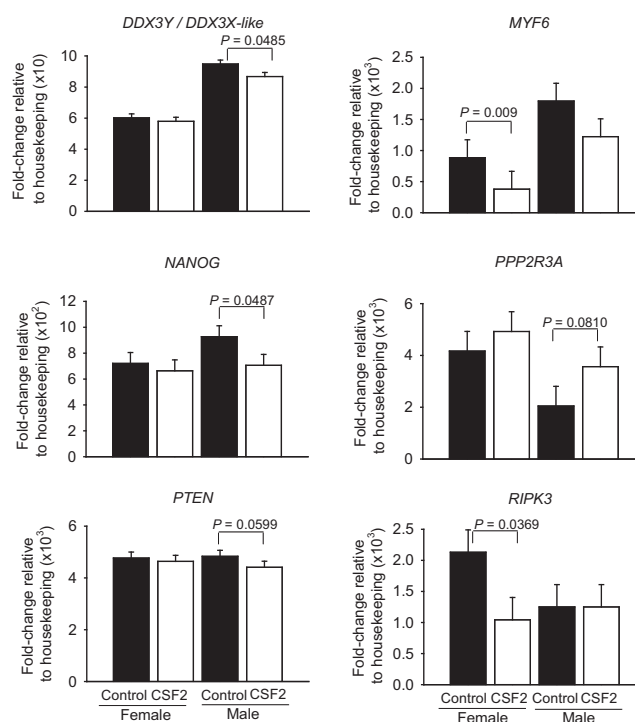 DDX3Y / DDX3X-like
Fold-change relative
to housekeeping (x10)
10
8
6
4
2
0
P = 0.0485
MYF6
Fold-change relative
to housekeeping (x10³)
2.5
2.0
1.5
1.0
0.5
0.0
P = 0.009
NANOG
Fold-change relative
to housekeeping (x10²)
12
10
8
6
4
2
0
P = 0.0487
PPP2R3A
Fold-change relative
to housekeeping (x10³)
6
4
2
0
P = 0.0810
PTEN
Fold-change relative
to housekeeping (x10³)
6
4
2
0
P = 0.0599
Control CSF2 Control CSF2
Female Male
RIPK3
Fold-change relative
to housekeeping (x10³)
2.5
2.0
1.5
1.0
0.5
0.0
P = 0.0369
Control CSF2 Control CSF2
Female Male